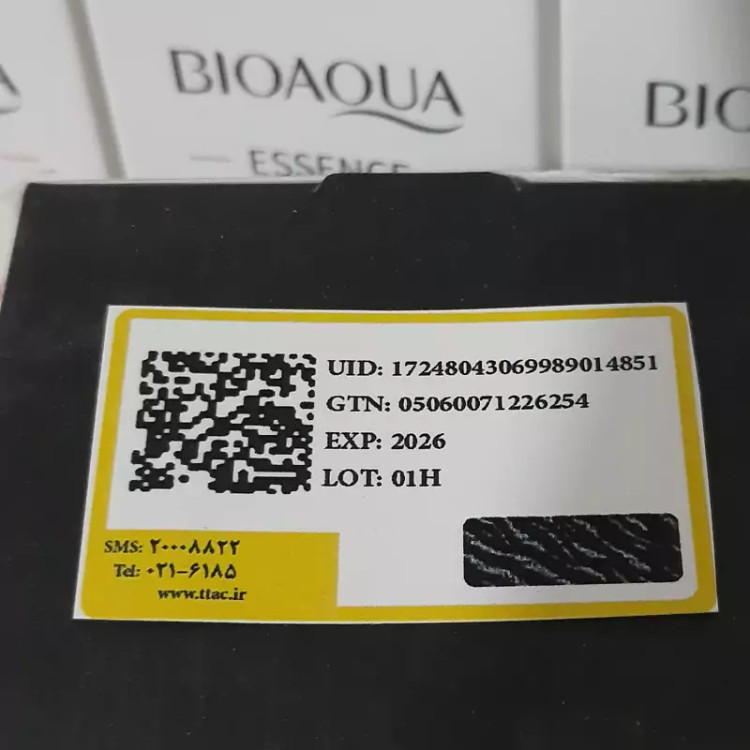 BIOAQUA
ESSENCE
BIO
UID: 17248043069989014851
GTN: 05060071226254
EXP: 2026
LOT: 01H
SMS: ۲۰۰۰۸۸۲۲
Tel: ۰۲۱-۶۱۸۵
www.ttac.ir